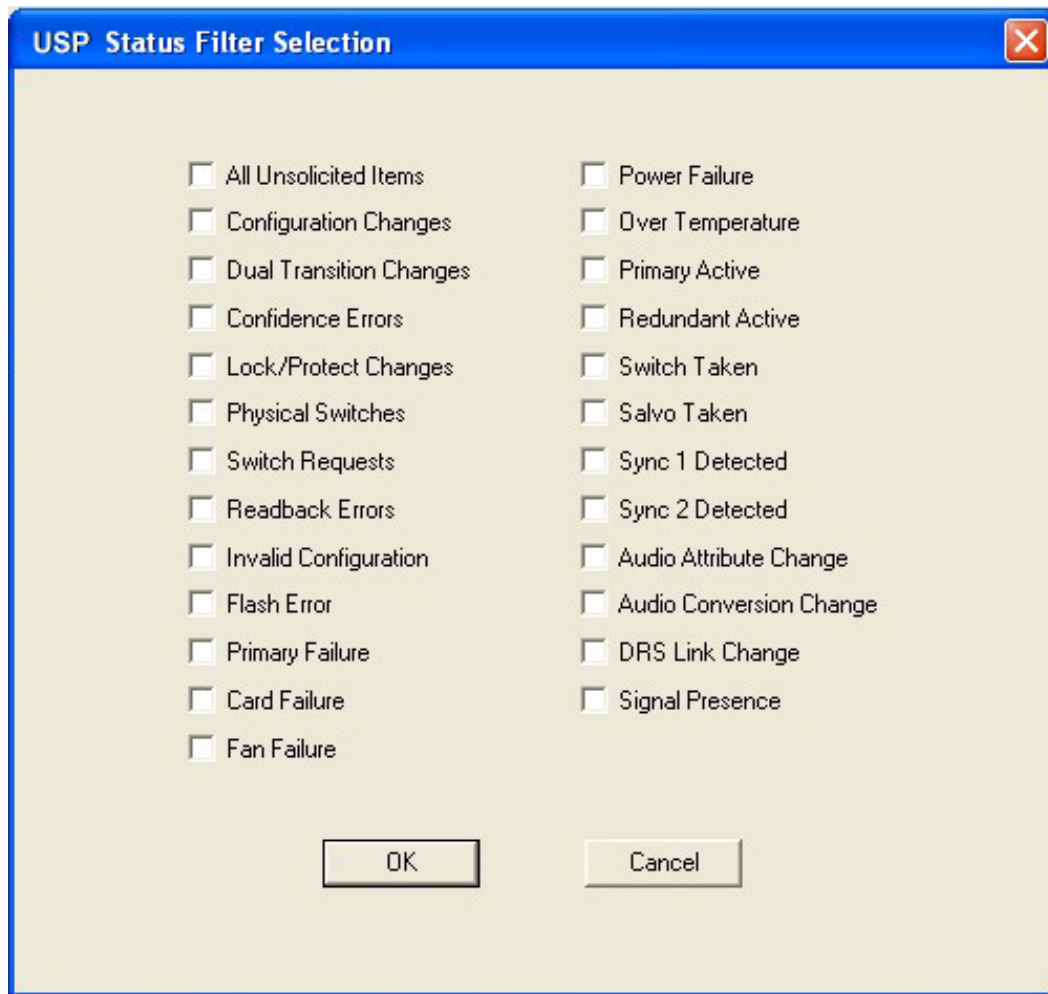 USP Status Filter Selection
All Unsolicited Items
Configuration Changes
Dual Transition Changes
Confidence Errors
Lock/Protect Changes
Physical Switches
Switch Requests
Readback Errors
Invalid Configuration
Flash Error
Primary Failure
Card Failure
Fan Failure
Power Failure
Over Temperature
Primary Active
Redundant Active
Switch Taken
Salvo Taken
Sync 1 Detected
Sync 2 Detected
Audio Attribute Change
Audio Conversion Change
DRS Link Change
Signal Presence
OK
Cancel